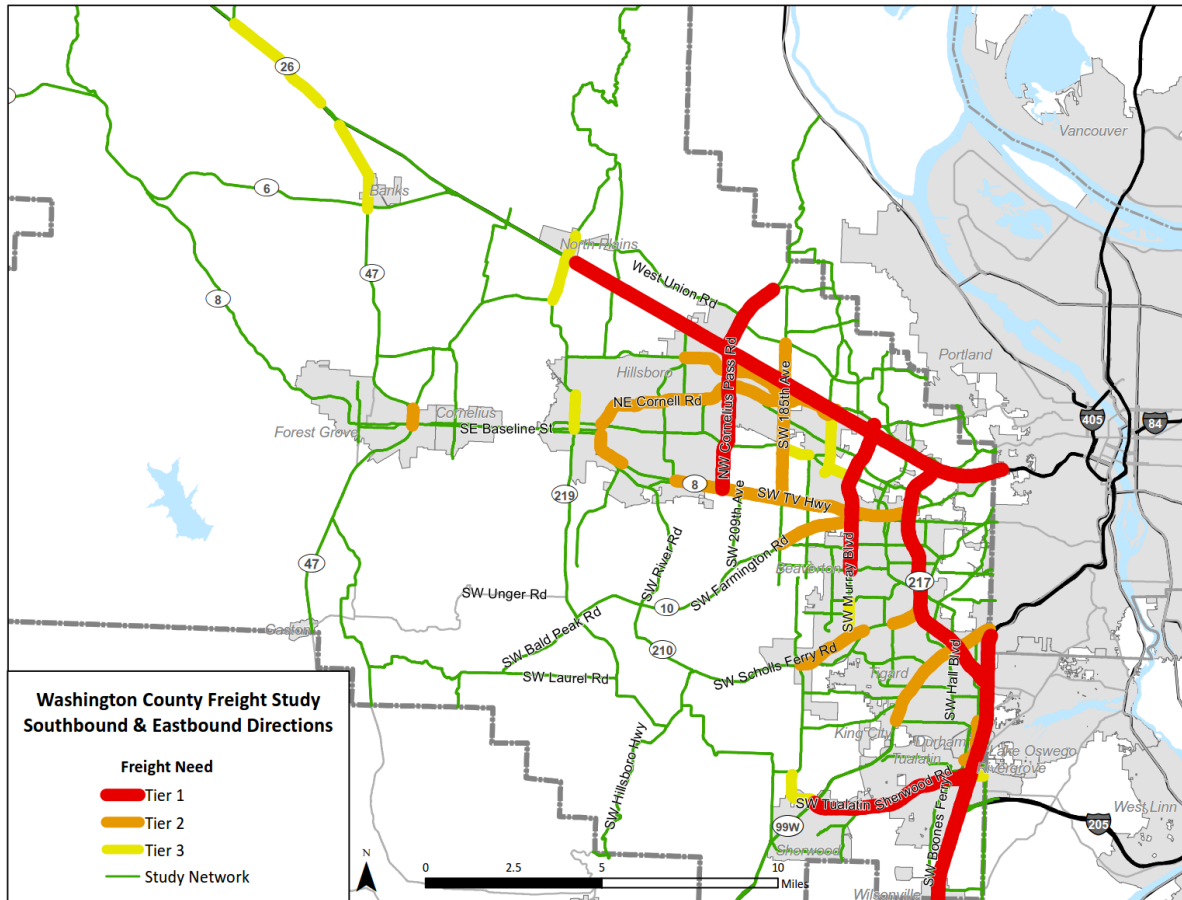 26
Vancouver
Banks
6
North Plains
47
West Union Rd
8
Portland
NW Cornelius Pass Rd
SW 185th Ave
Hillsboro
NE Cornell Rd
405
84
Cornelius
Forest Grove
SE Baseline St.
8
219
SW TV Hwy
SW 209th Ave
SW River Rd
SW Farmington Rd
SW Murray Blvd
Beaverton
47
217
SW Unger Rd
10
Gaston
SW Bald Peak Rd
210
SW Scholls Ferry Rd
SW Hall Blvd
Tigard
SW Laurel Rd
King City
Durham
Lake Oswego
Tualatin
Rivergrove
SW Hillsboro Hwy
SW Tualatin Sherwood Rd
West Linn
99W
205
SW Boones Ferry
Sherwood
Wilsonville
Washington County Freight Study
Southbound & Eastbound Directions
Freight Need
Tier 1
Tier 2
Tier 3
Study Network
N
0 2.5 5 10
Miles